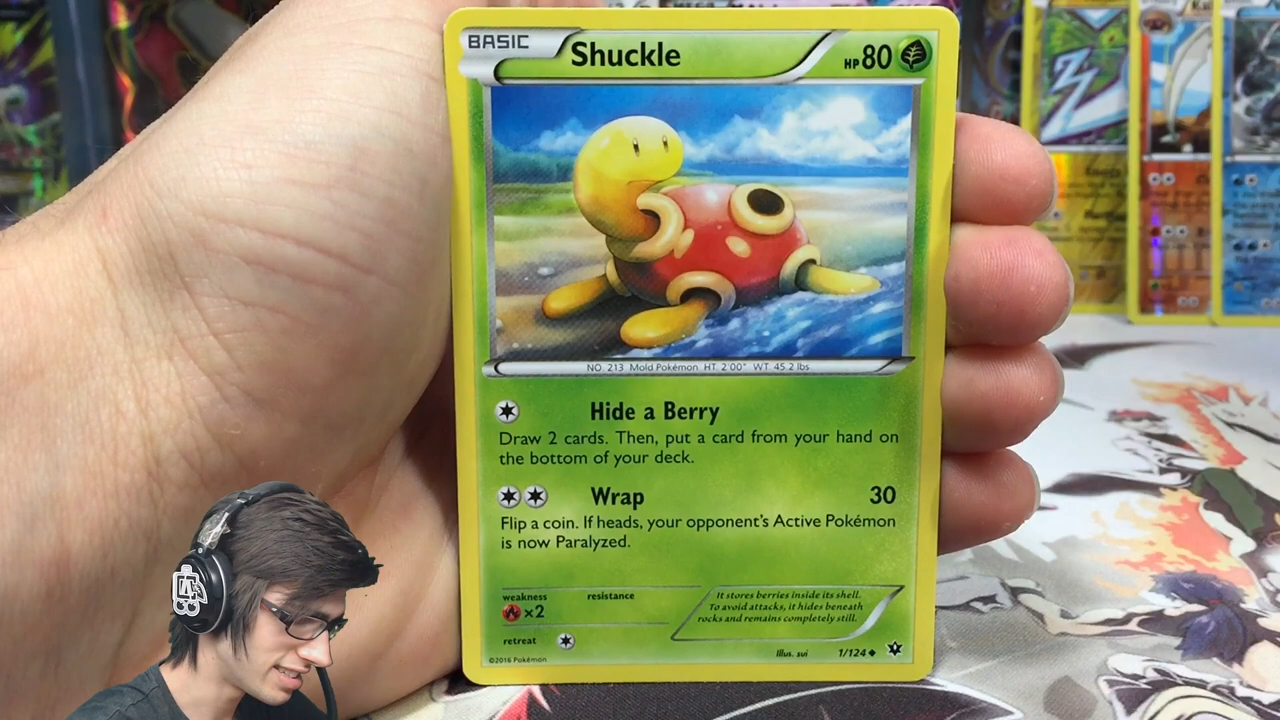 BASIC
Shuckle
HP 80
NO. 213 Mold Pokémon HT. 2'00" WT. 45.2 lbs
Hide a Berry
Draw 2 cards. Then, put a card from your hand on
the bottom of your deck.
Wrap 30
Flip a coin. If heads, your opponent's Active Pokémon
is now Paralyzed.
weakness
×2
resistance
It stores berries inside its shell.
To avoid attacks, it hides beneath
rocks and remains completely still.
retreat
Illus. sui
1/124
©2016 Pokémon